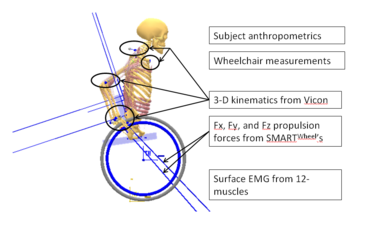 Subject anthropometrics
Wheelchair measurements
3-D kinematics from Vicon
Fx, Fy, and Fz propulsion
forces from SMARTWheel's
Surface EMG from 12-
muscles